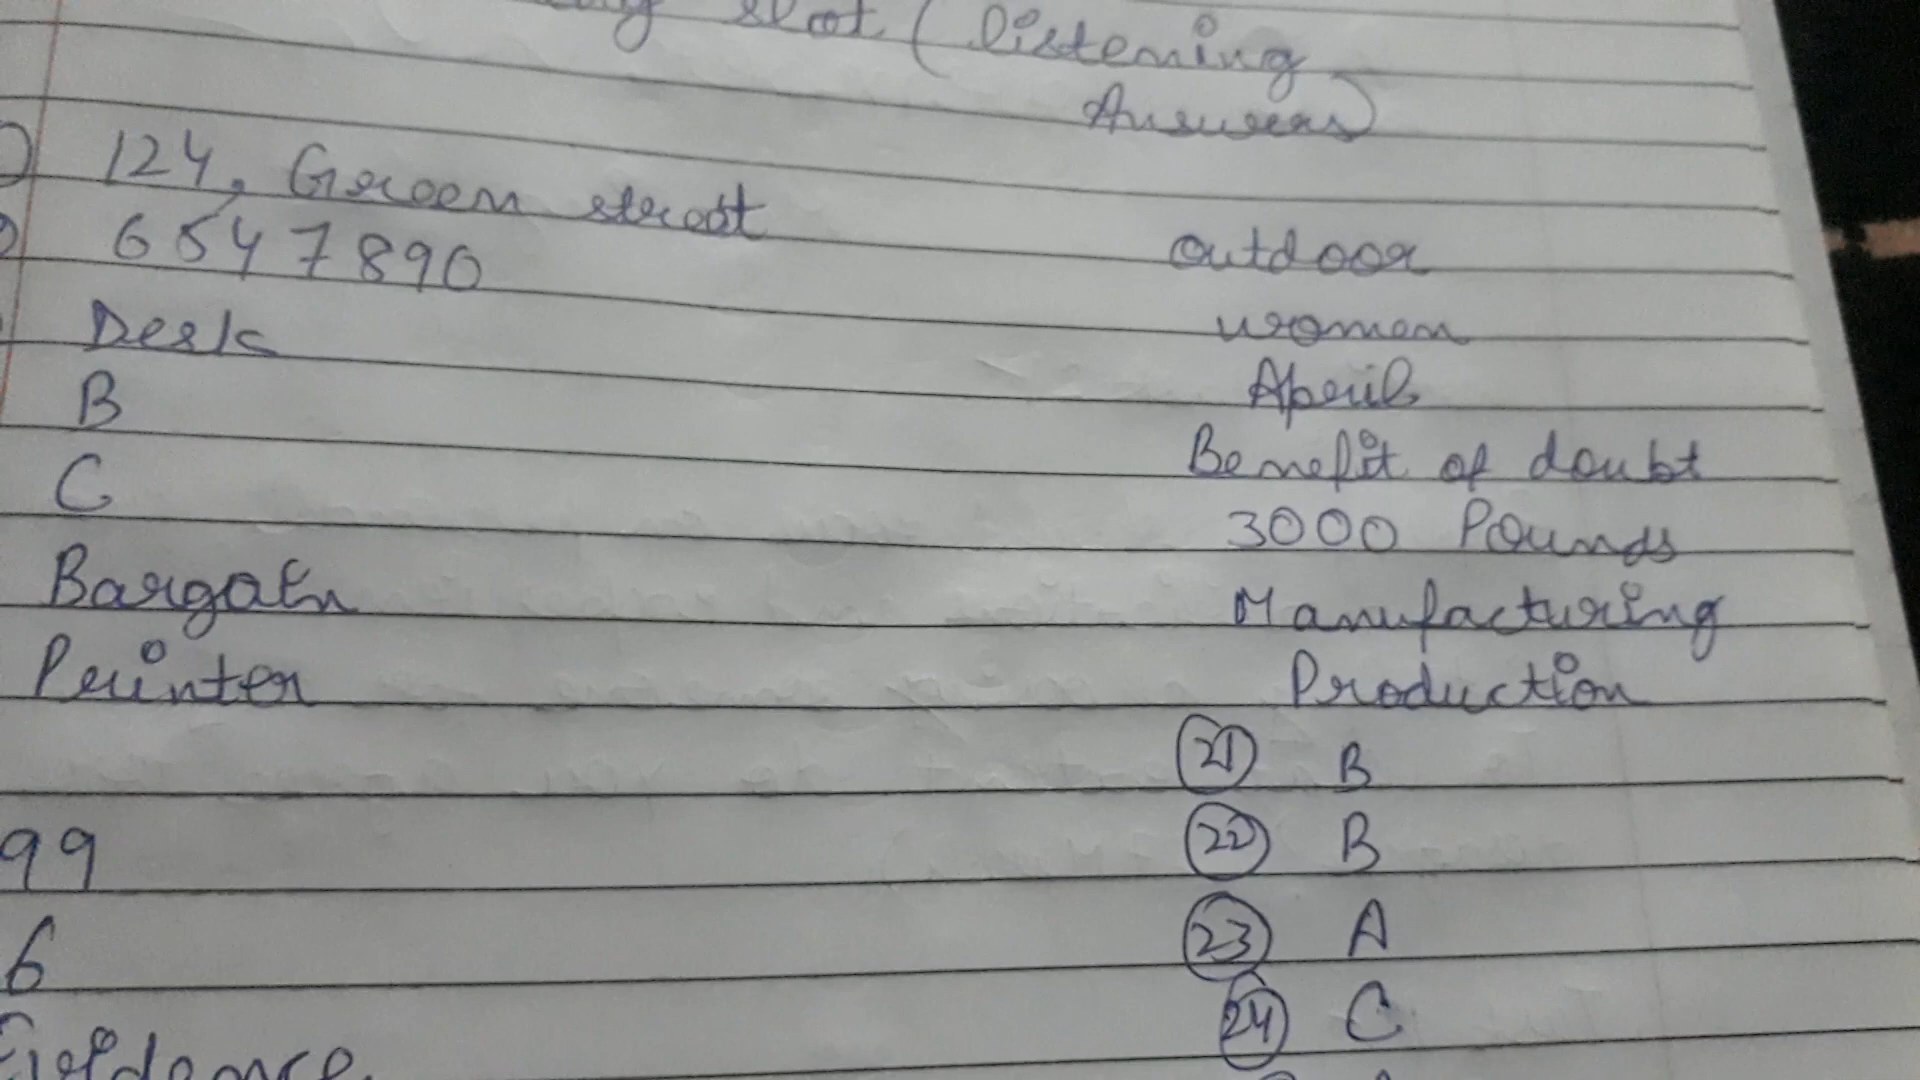 slot (listening
Answers)
124, Green street
6547890
Desk
B
C
Bargain
Printer
99
6
outdoor
women
April
Benefit of doubt
3000 Pounds
Manufacturing
Production
21 B
22 B
23 A
24 C